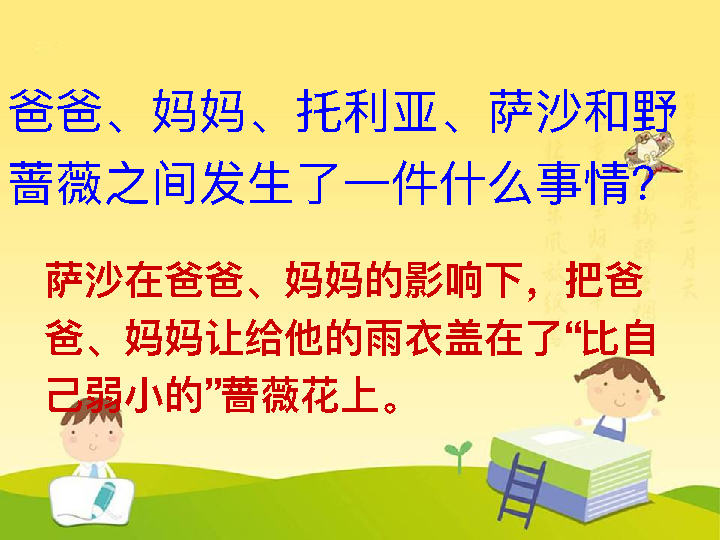 爸爸、妈妈、托利亚、萨沙和野
蔷薇之间发生了一件什么事情?
萨沙在爸爸、妈妈的影响下，把爸
爸、妈妈让给他的雨衣盖在了“比自
己弱小的”蔷薇花上。